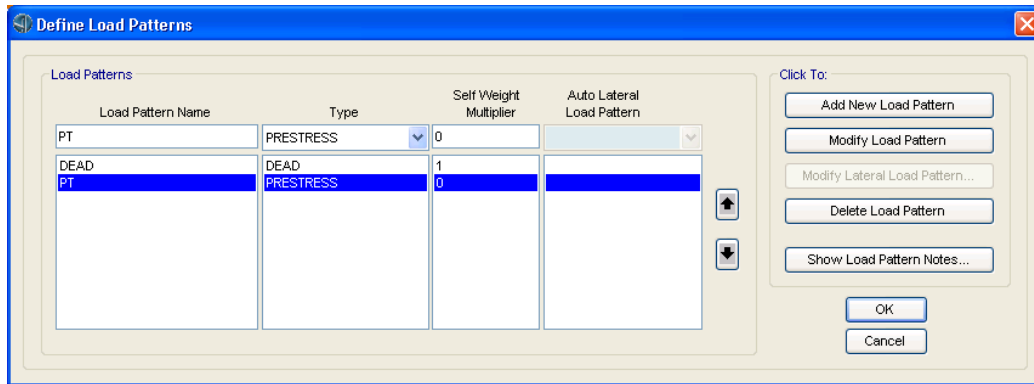 Define Load Patterns
Load Patterns
Load Pattern Name
Type
Self Weight
Multiplier
Auto Lateral
Load Pattern
PT
PRESTRESS
0
DEAD DEAD 1
PT PRESTRESS 0
Click To:
Add New Load Pattern
Modify Load Pattern
Modify Lateral Load Pattern...
Delete Load Pattern
Show Load Pattern Notes...
OK
Cancel